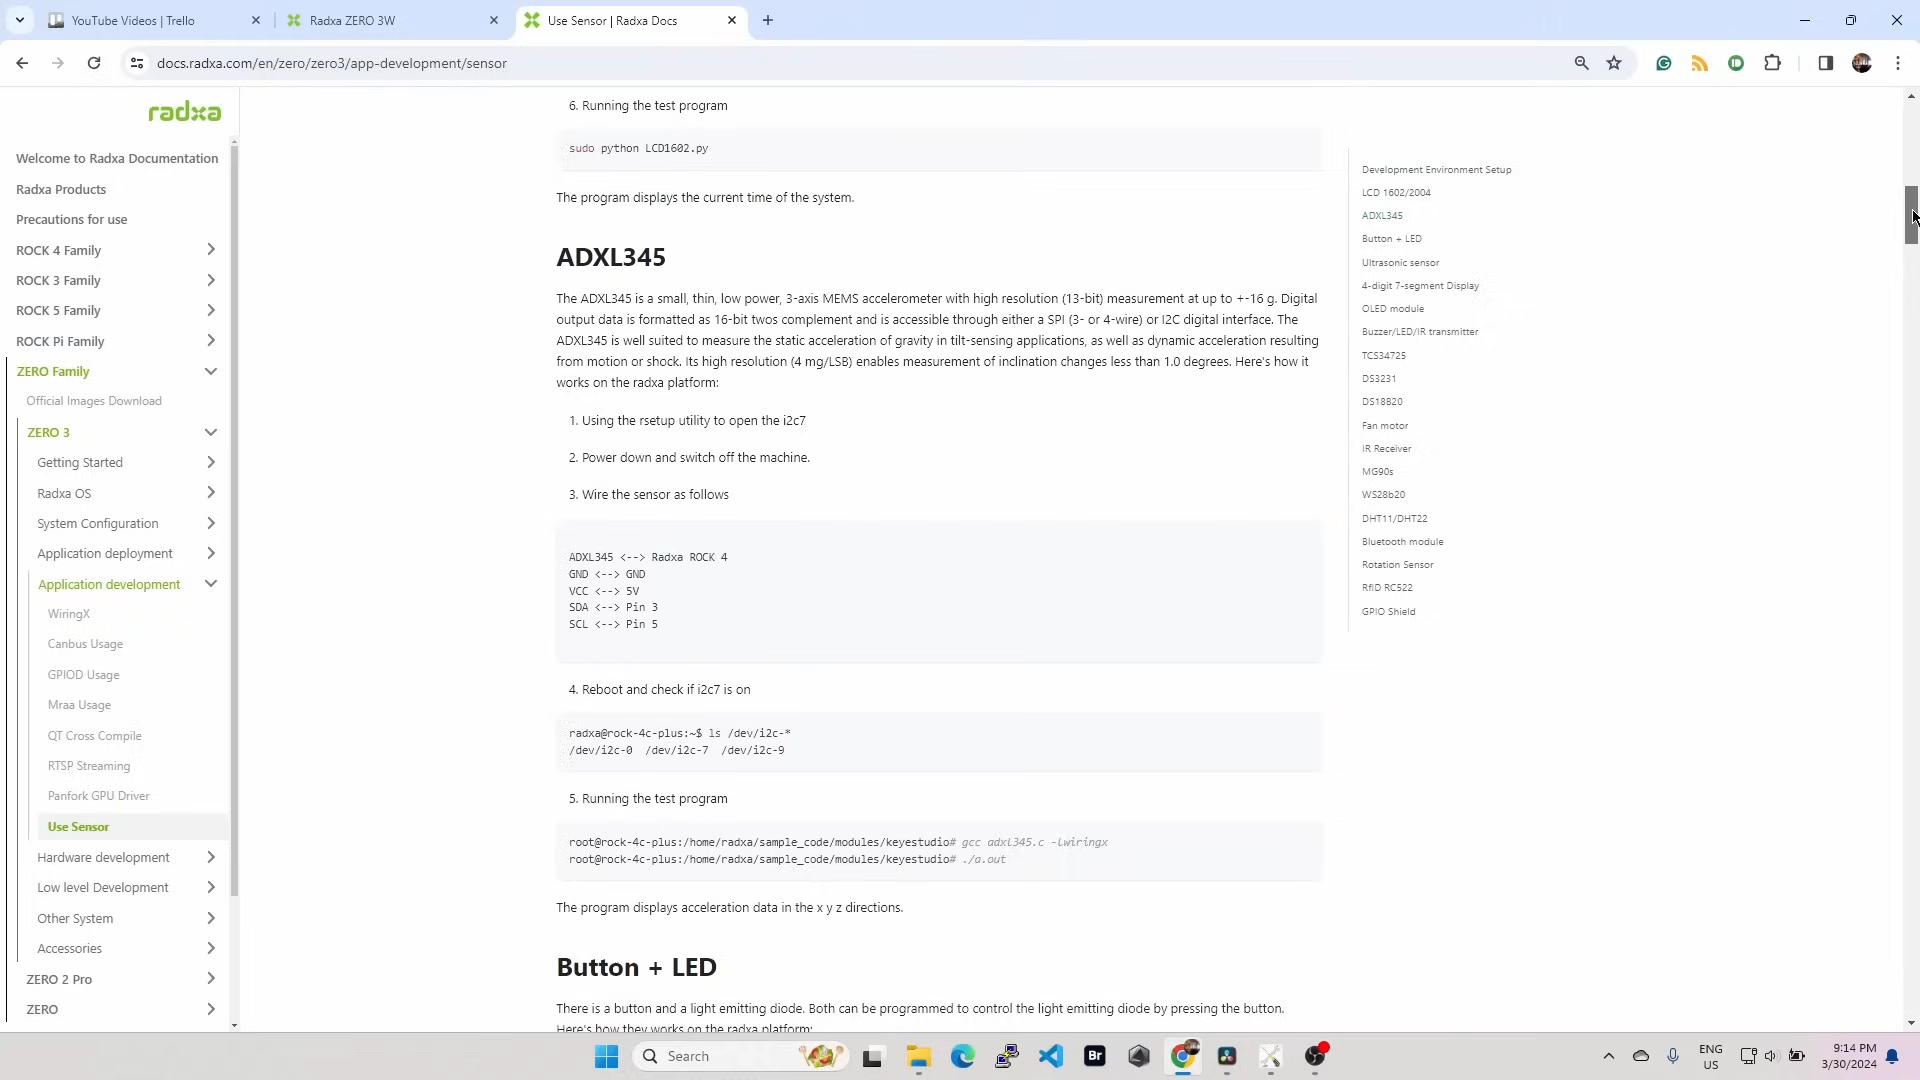 YouTube Videos | Trello
Radxa ZERO 3W
Use Sensor | Radxa Docs
docs.radxa.com/en/zero/zero3/app-development/sensor
radxa
Welcome to Radxa Documentation
Radxa Products
Precautions for use
ROCK 4 Family
ROCK 3 Family
ROCK 5 Family
ROCK Pi Family
ZERO Family
Official Images Download
ZERO 3
Getting Started
Radxa OS
System Configuration
Application deployment
Application development
WiringX
Canbus Usage
GPIOD Usage
Mraa Usage
QT Cross Compile
RTSP Streaming
Panfork GPU Driver
Use Sensor
Hardware development
Low level Development
Other System
Accessories
ZERO 2 Pro
ZERO
6. Running the test program
sudo python LCD1602.py
The program displays the current time of the system.
ADXL345
The ADXL345 is a small, thin, low power, 3-axis MEMS accelerometer with high resolution (13-bit) measurement at up to +-16 g. Digital
output data is formatted as 16-bit twos complement and is accessible through either a SPI (3- or 4-wire) or I2C digital interface. The
ADXL345 is well suited to measure the static acceleration of gravity in tilt-sensing applications, as well as dynamic acceleration resulting
from motion or shock. Its high resolution (4 mg/LSB) enables measurement of inclination changes less than 1.0 degrees. Here's how it
works on the radxa platform:
1. Using the rsetup utility to open the i2c7
2. Power down and switch off the machine.
3. Wire the sensor as follows
ADXL345 <--> Radxa ROCK 4
GND <--> GND
VCC <--> 5V
SDA <--> Pin 3
SCL <--> Pin 5
4. Reboot and check if i2c7 is on
radxa@rock-4c-plus:~$ ls /dev/i2c-*
/dev/i2c-0 /dev/i2c-7 /dev/i2c-9
5. Running the test program
root@rock-4c-plus:/home/radxa/sample_code/modules/keyestudio# gcc adxl345.c -lwiringx
root@rock-4c-plus:/home/radxa/sample_code/modules/keyestudio# ./a.out
The program displays acceleration data in the x y z directions.
Button + LED
There is a button and a light emitting diode. Both can be programmed to control the light emitting diode by pressing the button.
Here's how they works on the radxa platform:
Development Environment Setup
LCD 1602/2004
ADXL345
Button + LED
Ultrasonic sensor
4-digit 7-segment Display
OLED module
Buzzer/LED/IR transmitter
TCS34725
DS3231
DS18B20
Fan motor
IR Receiver
MG90s
WS28b20
DHT11/DHT22
Bluetooth module
Rotation Sensor
RfID RC522
GPIO Shield
Search
Br
ENG
US
9:14 PM
3/30/2024